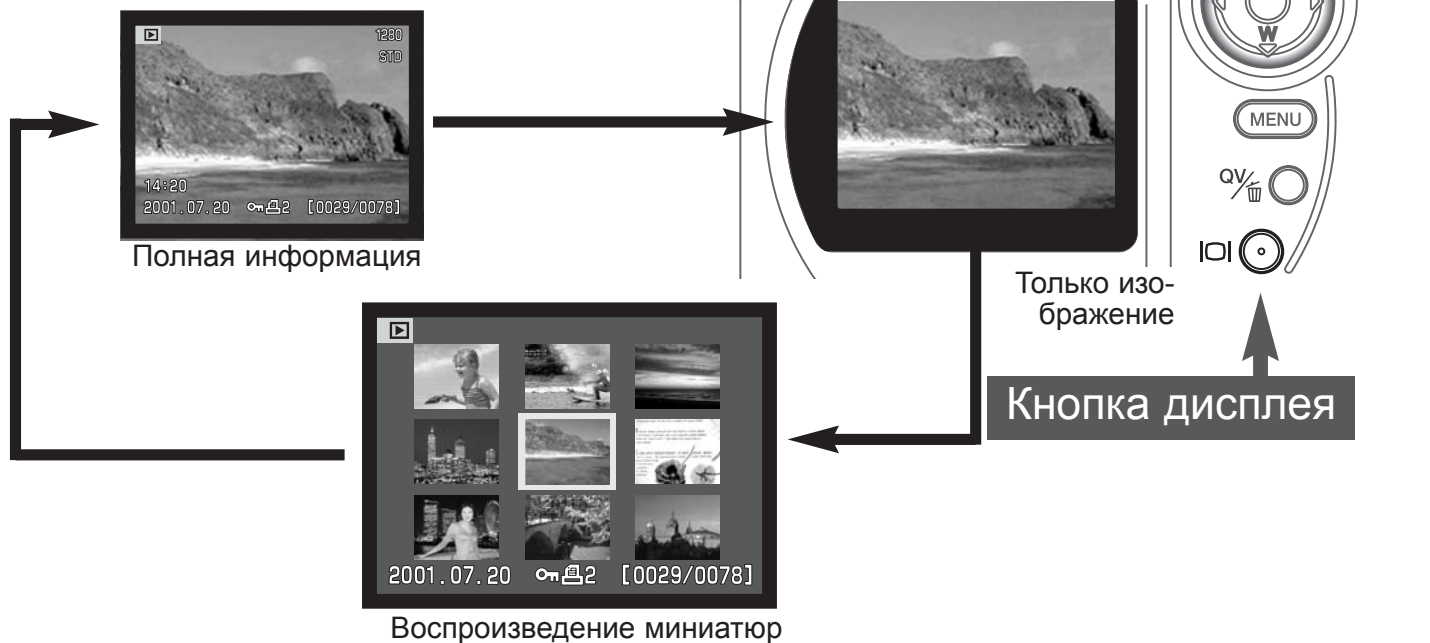 1280
STD
14:20
2001.07.20 2 [0029/0078]
Полная информация
W
MENU
QV/
Только изо-
бражение
Кнопка дисплея
2001.07.20 2 [0029/0078]
Воспроизведение миниатюр